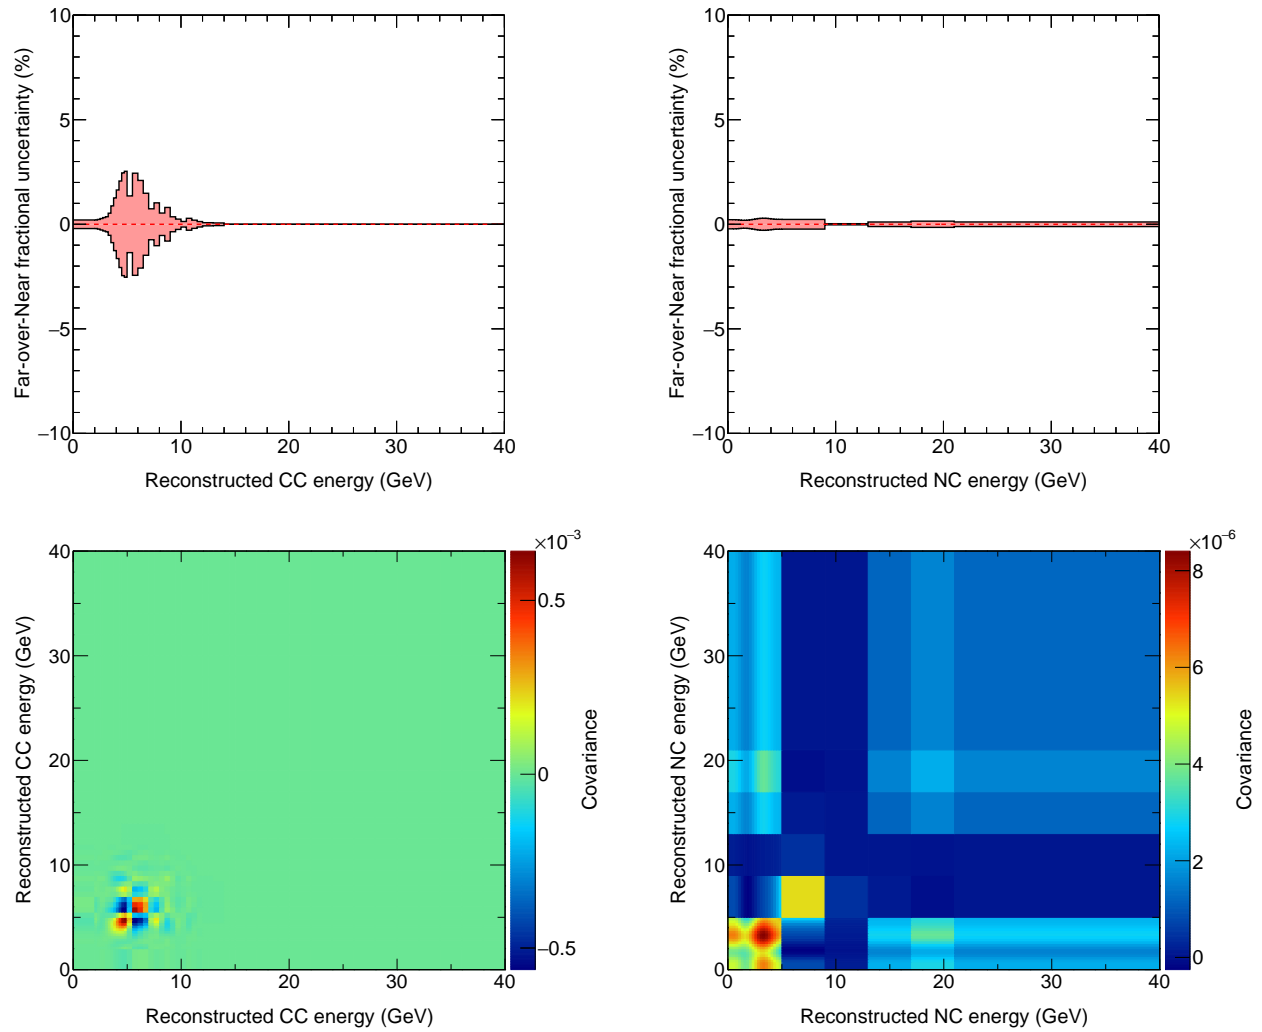 Far-over-Near fractional uncertainty (%)
10
5
0
−5
−10
0 10 20 30 40
Reconstructed CC energy (GeV)
Far-over-Near fractional uncertainty (%)
10
5
0
−5
−10
0 10 20 30 40
Reconstructed NC energy (GeV)
Reconstructed CC energy (GeV)
40
30
20
10
0
0 10 20 30 40
Reconstructed CC energy (GeV)
×10−3
0.5
0
−0.5
Covariance
Reconstructed NC energy (GeV)
40
30
20
10
0
0 10 20 30 40
Reconstructed NC energy (GeV)
×10−6
8
6
4
2
0
Covariance